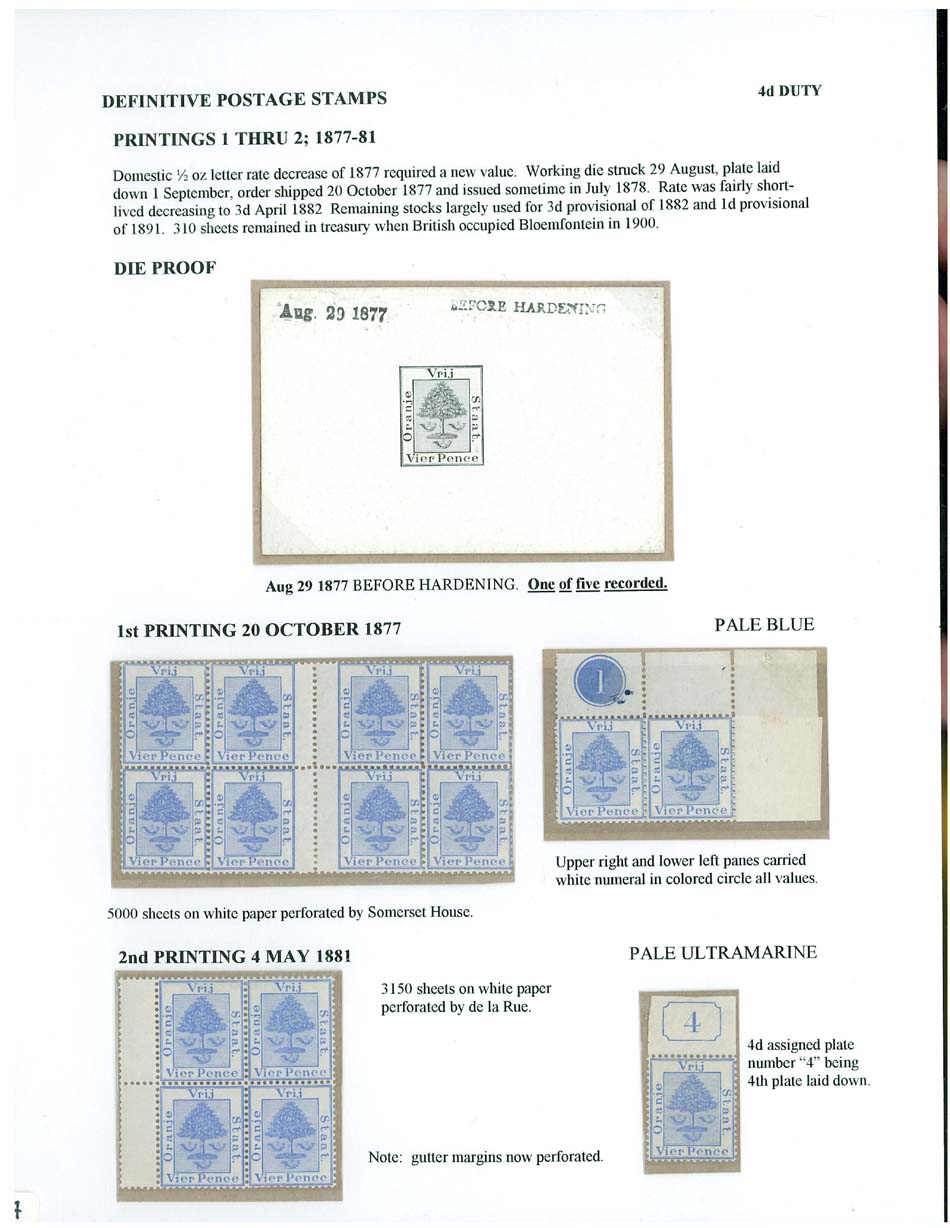 DEFINITIVE POSTAGE STAMPS
4d DUTY
PRINTINGS 1 THRU 2; 1877-81
Domestic ½ oz letter rate decrease of 1877 required a new value. Working die struck 29 August, plate laid
down 1 September, order shipped 20 October 1877 and issued sometime in July 1878. Rate was fairly short-
lived decreasing to 3d April 1882 Remaining stocks largely used for 3d provisional of 1882 and 1d provisional
of 1891. 310 sheets remained in treasury when British occupied Bloemfontein in 1900.
DIE PROOF
Aug. 29 1877
BEFORE HARDENING
Vrij
Oranje
Staat.
Vier Pence
Aug 29 1877 BEFORE HARDENING. One of five recorded.
1st PRINTING 20 OCTOBER 1877
PALE BLUE
Vrij
Oranje
Staat.
Vier Pence
Vrij
Oranje
Staat.
Vier Pence
Vrij
Oranje
Staat.
Vier Pence
Vrij
Oranje
Staat.
Vier Pence
Vrij
Oranje
Staat.
Vier Pence
Vrij
Oranje
Staat.
Vier Pence
Vrij
Oranje
Staat.
Vier Pence
Vrij
Oranje
Staat.
Vier Pence
1
Vrij
Oranje
Staat.
Vier Pence
Vrij
Oranje
Staat.
Vier Pence
Upper right and lower left panes carried
white numeral in colored circle all values.
5000 sheets on white paper perforated by Somerset House.
2nd PRINTING 4 MAY 1881
PALE ULTRAMARINE
Vrij
Oranje
Staat.
Vier Pence
Vrij
Oranje
Staat.
Vier Pence
Vrij
Oranje
Staat.
Vier Pence
Vrij
Oranje
Staat.
Vier Pence
3150 sheets on white paper
perforated by de la Rue.
4
Vrij
Oranje
Staat.
Vier Pence
4d assigned plate
number "4" being
4th plate laid down.
Note: gutter margins now perforated.